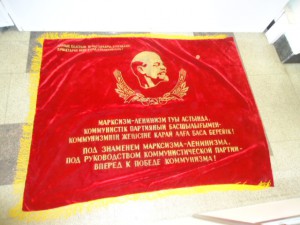 МАРКСИЗМ-ЛЕНИНИЗМ ТУЫ АСТЫНДА,
КОММУНИСТІК ПАРТИЯНЫҢ БАСШЫЛЫҒЫМЕН-
КОММУНИЗМНІҢ ЖЕҢІСІНЕ ҚАРАЙ АЛҒА БАСА БЕРЕЙІК!
ПОД ЗНАМЕНЕМ МАРКСИЗМА-ЛЕНИНИЗМА,
ПОД РУКОВОДСТВОМ КОММУНИСТИЧЕСКОЙ ПАРТИИ-
ВПЕРЕД К ПОБЕДЕ КОММУНИЗМА!